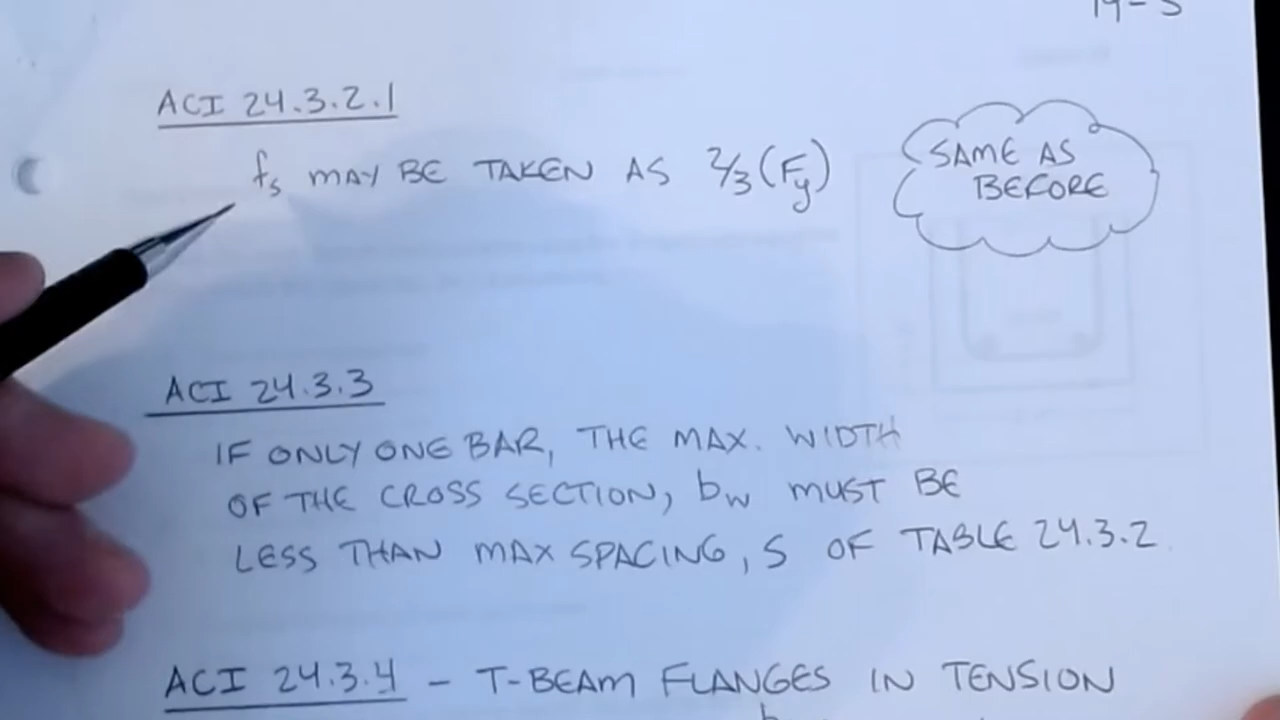 ACI 24.3.2.1
fs MAY BE TAKEN AS 2/3(Fy)
SAME AS
BEFORE
ACI 24.3.3
IF ONLY ONE BAR, THE MAX. WIDTH
OF THE CROSS SECTION, bw MUST BE
LESS THAN MAX SPACING, S OF TABLE 24.3.2
ACI 24.3.4 - T-BEAM FLANGES IN TENSION